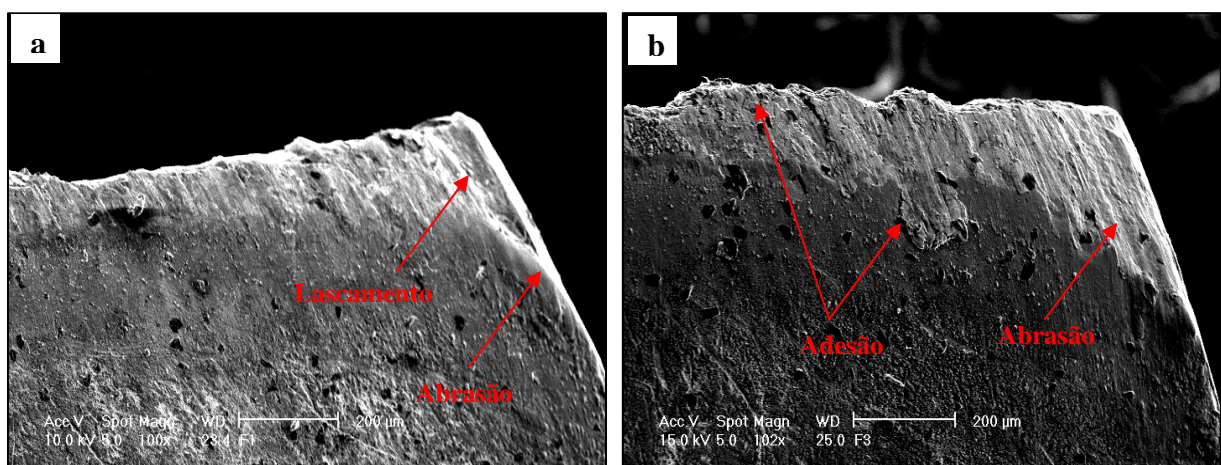 a
Lascamento
Abrasão
Acc.V Spot Magn WD 200 µm
10.0 kV 5.0 100x 23.4 F1
b
Adesão
Abrasão
Acc.V Spot Magn WD 200 µm
15.0 kV 5.0 102x 25.0 F3